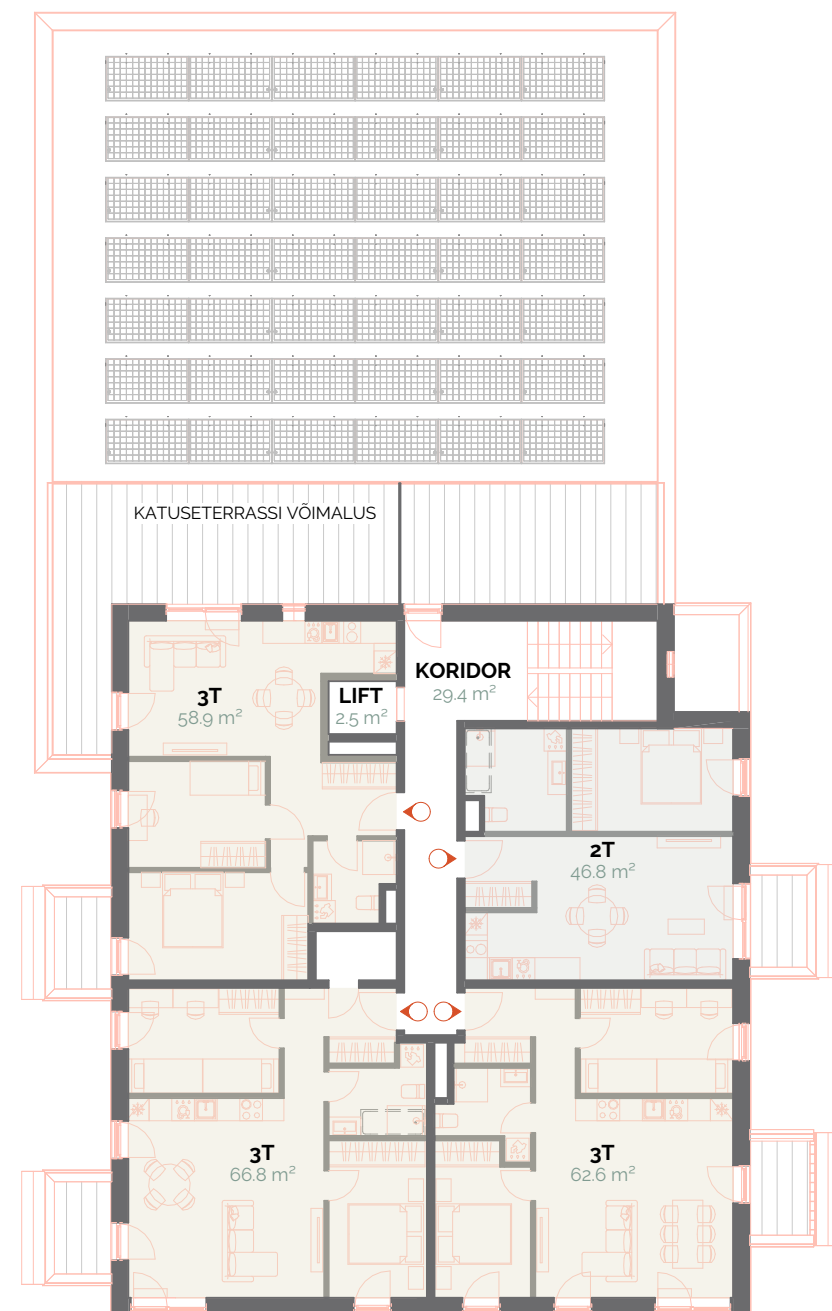 KATUSETERRASSI VÕIMALUS
3T
58.9 m²
LIFT
2.5 m²
KORIDOR
29.4 m²
2T
46.8 m²
3T
66.8 m²
3T
62.6 m²